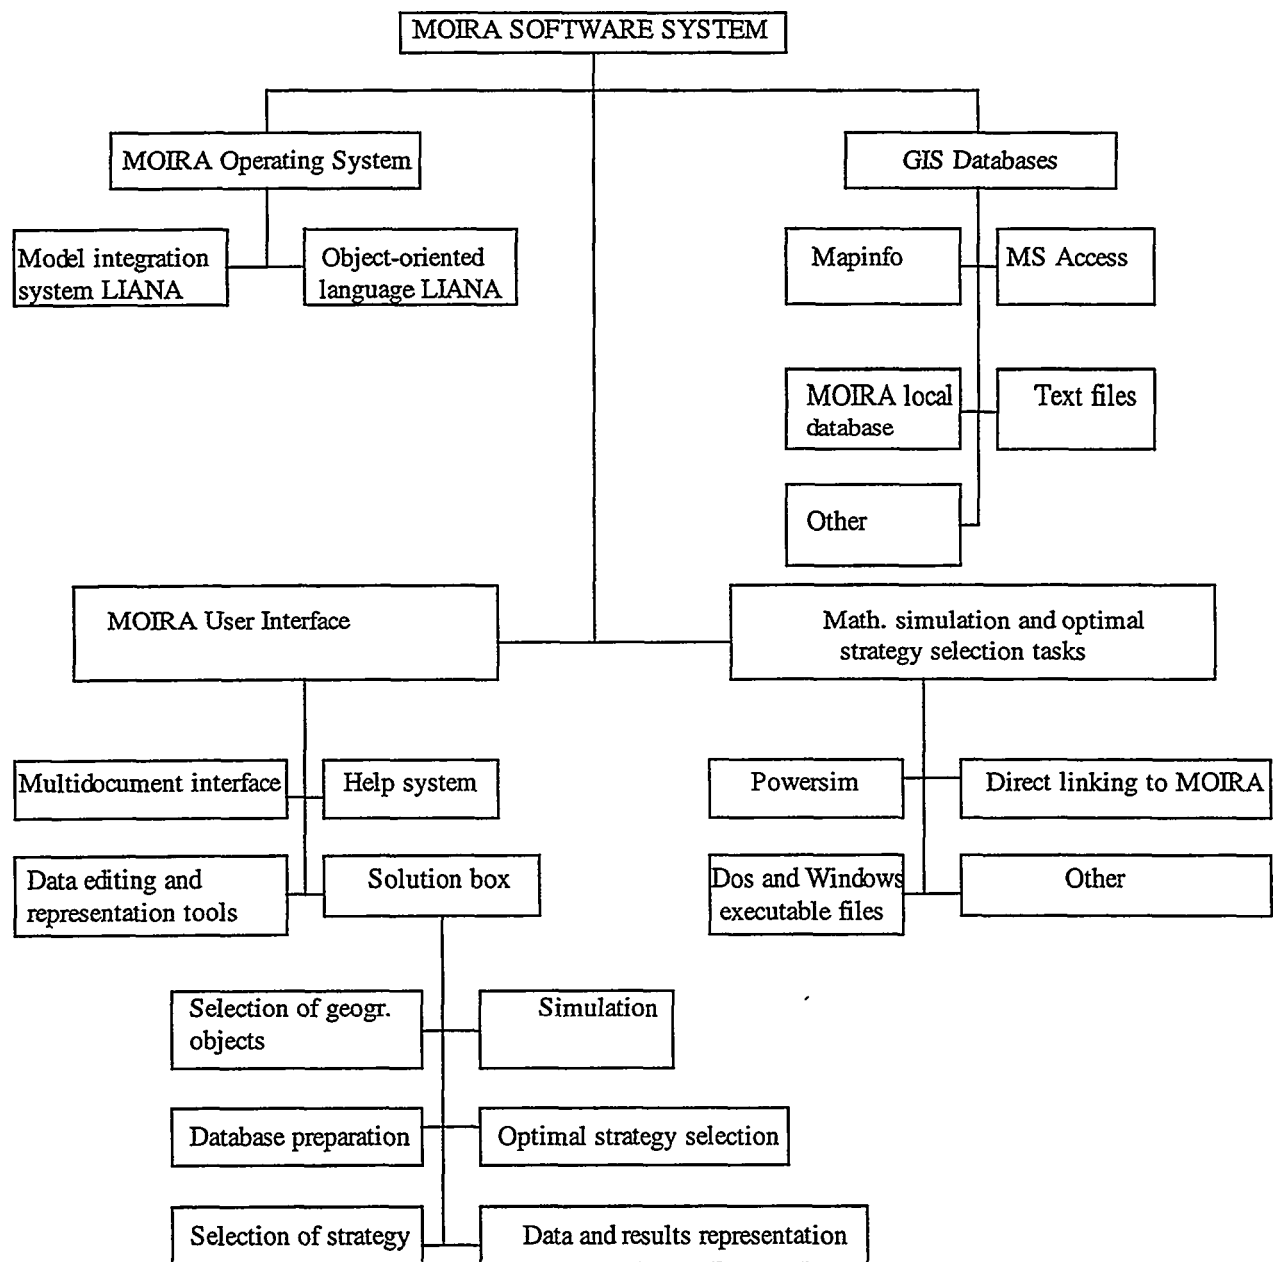 MOIRA SOFTWARE SYSTEM
MOIRA Operating System
GIS Databases
Model integration
system LIANA
Object-oriented
language LIANA
Mapinfo
MS Access
MOIRA local
database
Text files
Other
MOIRA User Interface
Math. simulation and optimal
strategy selection tasks
Multidocument interface
Help system
Powersim
Direct linking to MOIRA
Data editing and
representation tools
Solution box
Dos and Windows
executable files
Other
Selection of geogr.
objects
Simulation
Database preparation
Optimal strategy selection
Selection of strategy
Data and results representation